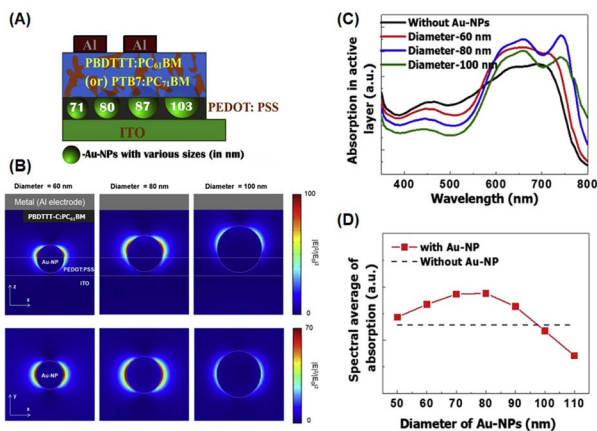 (A)
Al Al
PBDTTT:PC61BM
(or) PTB7:PC71BM
71 80 87 103 PEDOT: PSS
ITO
-Au-NPs with various sizes (in nm)
(B)
Diameter = 60 nm Diameter = 80 nm Diameter = 100 nm
Metal (Al electrode)
PBDTTT-C:PC61BM
Au-NP
PEDOT:PSS
ITO
z
x
100
|E|²/|E₀|²
0
Au-NP
y
x
70
|E|²/|E₀|²
0
(C)
Without Au-NPs
Diameter-60 nm
Diameter-80 nm
Diameter-100 nm
Absorption in active
layer (a.u.)
400 500 600 700 800
Wavelength (nm)
(D)
with Au-NP
Without Au-NP
Spectral average of
absorption (a.u.)
50 60 70 80 90 100 110
Diameter of Au-NPs (nm)